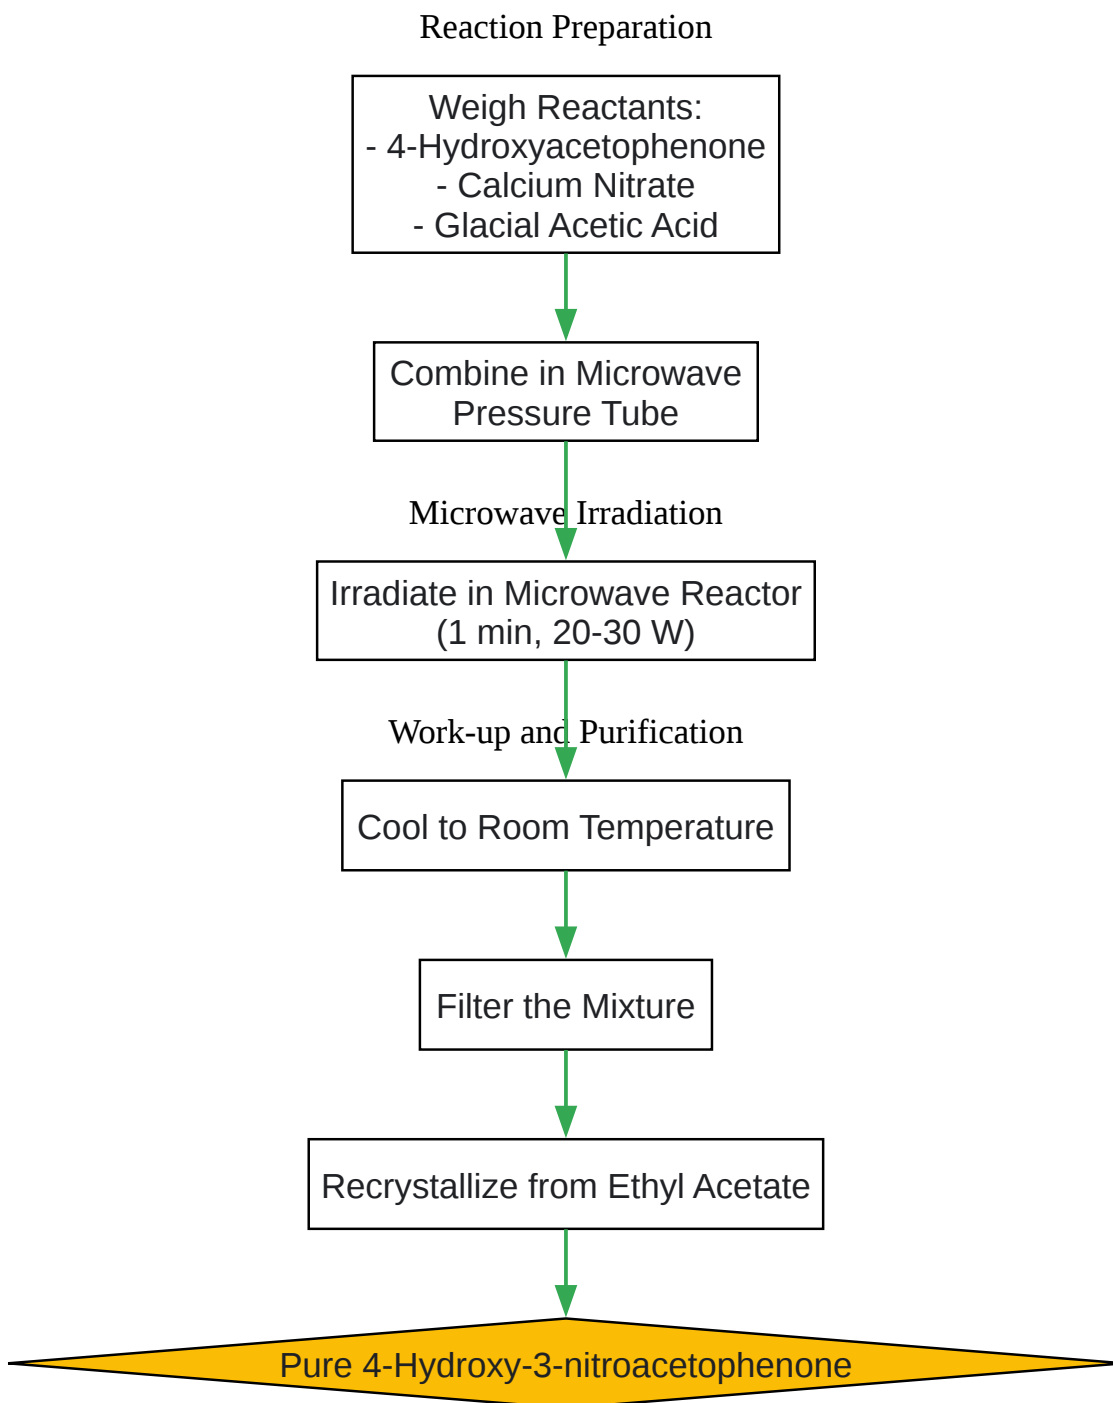 Reaction Preparation
Weigh Reactants:
- 4-Hydroxyacetophenone
- Calcium Nitrate
- Glacial Acetic Acid
Combine in Microwave
Pressure Tube
Microwave Irradiation
Irradiate in Microwave Reactor
(1 min, 20-30 W)
Work-up and Purification
Cool to Room Temperature
Filter the Mixture
Recrystallize from Ethyl Acetate
Pure 4-Hydroxy-3-nitroacetophenone